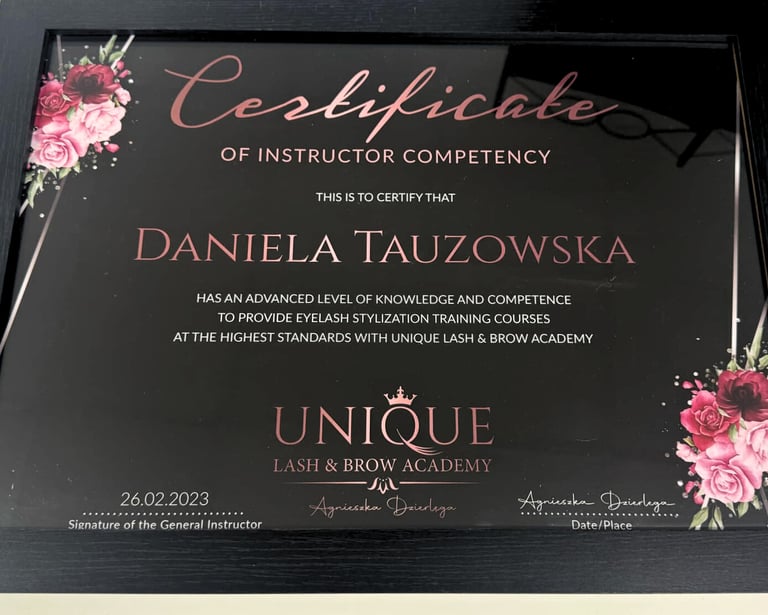 Certificate
OF INSTRUCTOR COMPETENCY
THIS IS TO CERTIFY THAT
DANIELA TAUZOWSKA
HAS AN ADVANCED LEVEL OF KNOWLEDGE AND COMPETENCE
TO PROVIDE EYELASH STYLIZATION TRAINING COURSES
AT THE HIGHEST STANDARDS WITH UNIQUE LASH & BROW ACADEMY
UNIQUE
LASH & BROW ACADEMY
Agnieszka Dzierlega
26.02.2023
Signature of the General Instructor
Agnieszka Dzierlega
Date/Place